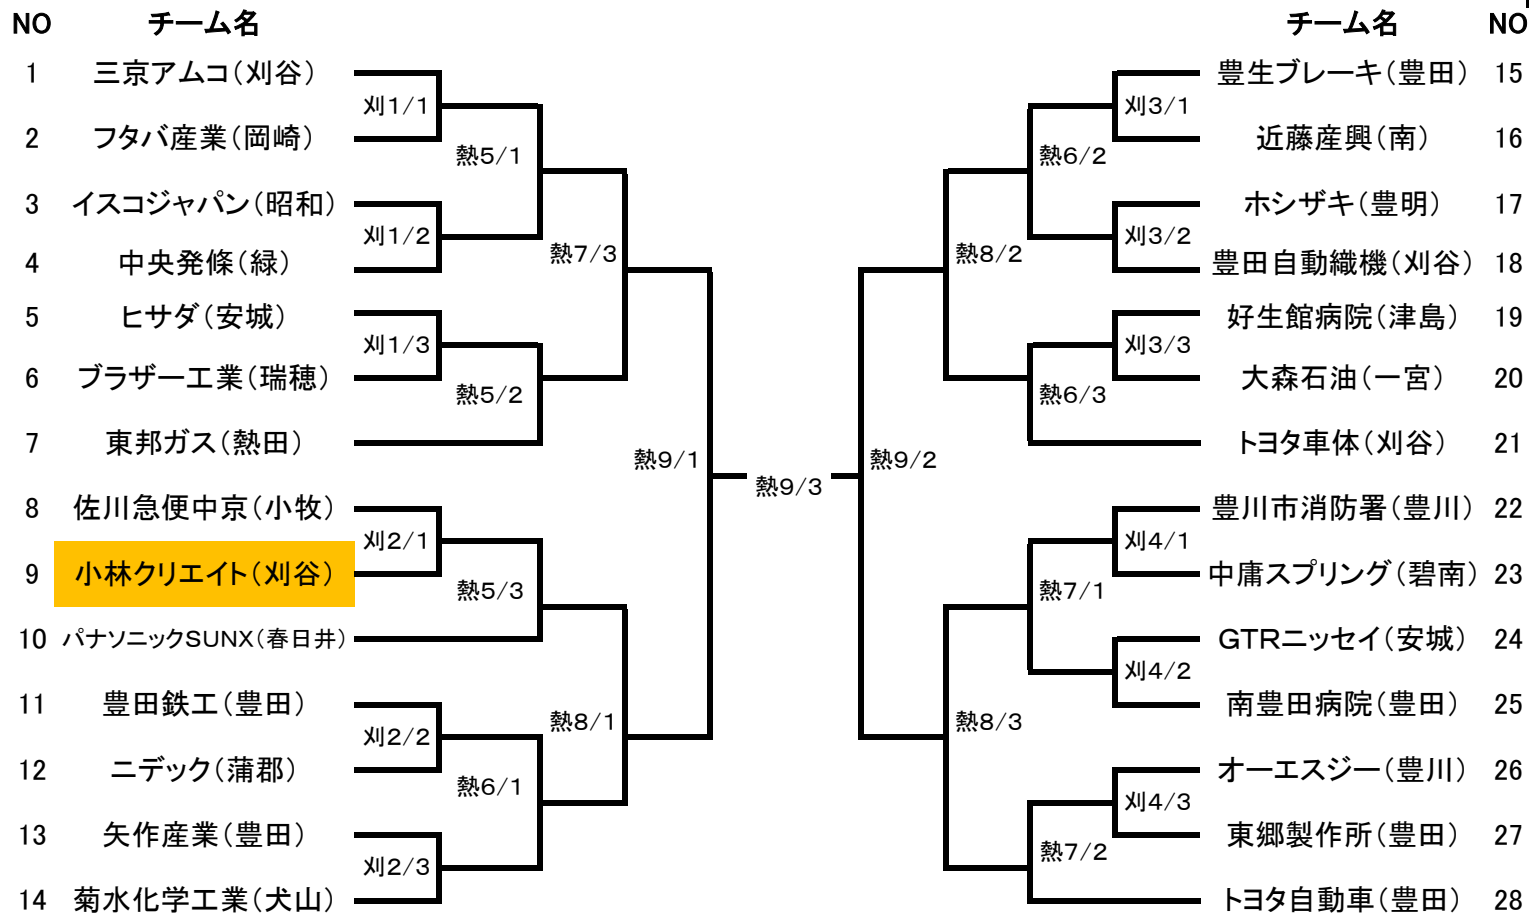 NO チーム名 チーム名 NO
1 三京アムコ（刈谷） 豊生ブレーキ（豊田） 15
刈1/1 刈3/1
2 フタバ産業（岡崎） 近藤産興（南） 16
熱5/1 熱6/2
3 イスコジャパン（昭和） ホシザキ（豊明） 17
刈1/2 刈3/2
熱7/3 熱8/2
4 中央発條（緑） 豊田自動織機（刈谷） 18
5 ヒサダ（安城） 好生館病院（津島） 19
刈1/3 刈3/3
6 ブラザー工業（瑞穂） 大森石油（一宮） 20
熱5/2 熱6/3
7 東邦ガス（熱田） トヨタ車体（刈谷） 21
熱9/1 熱9/2
熱9/3
8 佐川急便中京（小牧） 豊川市消防署（豊川） 22
刈2/1 刈4/1
9 小林クリエイト（刈谷） 中庸スプリング（碧南） 23
熱5/3 熱7/1
10 パナソニックSUNX（春日井） GTRニッセイ（安城） 24
刈4/2
11 豊田鉄工（豊田） 南豊田病院（豊田） 25
熱8/1 熱8/3
刈2/2
12 ニデック（蒲郡） オーエスジー（豊川） 26
熱6/1 刈4/3
13 矢作産業（豊田） 東郷製作所（豊田） 27
熱7/2
刈2/3
14 菊水化学工業（犬山） トヨタ自動車（豊田） 28